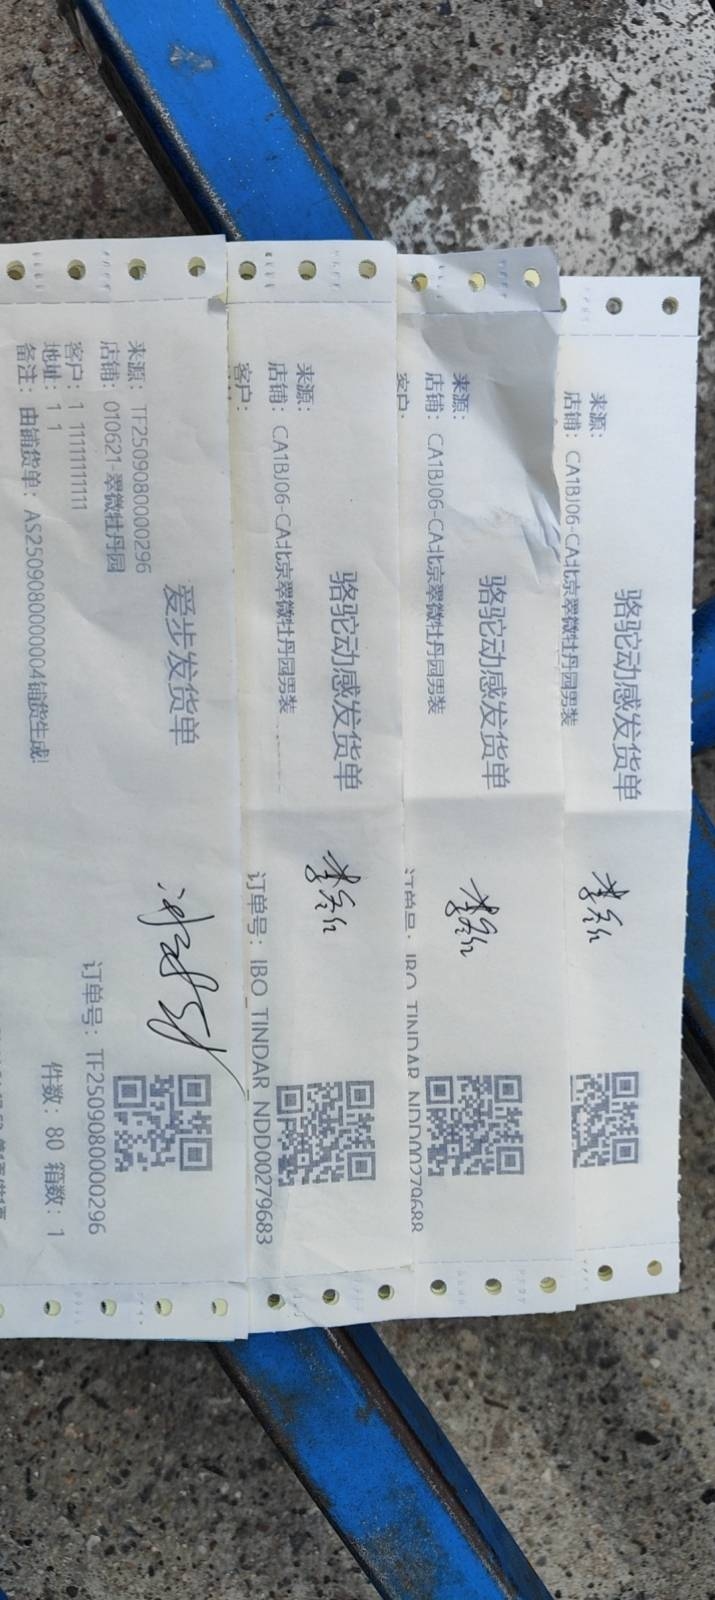 骆驼动感发货单
来源：
店铺：CA1BJ06-CA北京翠微牡丹园男装
骆驼动感发货单
来源：
店铺：CA1BJ06-CA北京翠微牡丹园男装
客户：
订单号：IBO_TINDAR_NDD00279688
骆驼动感发货单
来源：
店铺：CA1BJ06-CA北京翠微牡丹园男装
客户：
订单号：IBO_TINDAR_NDD00279683
爱步发货单
来源：TF2509080000296
店铺：010621-翠微牡丹园
订单号：TF2509080000296
客户：1 1111111111
地址：1 1
件数：80 箱数：1
备注：由铺货单：AS2509080000004铺货生成!